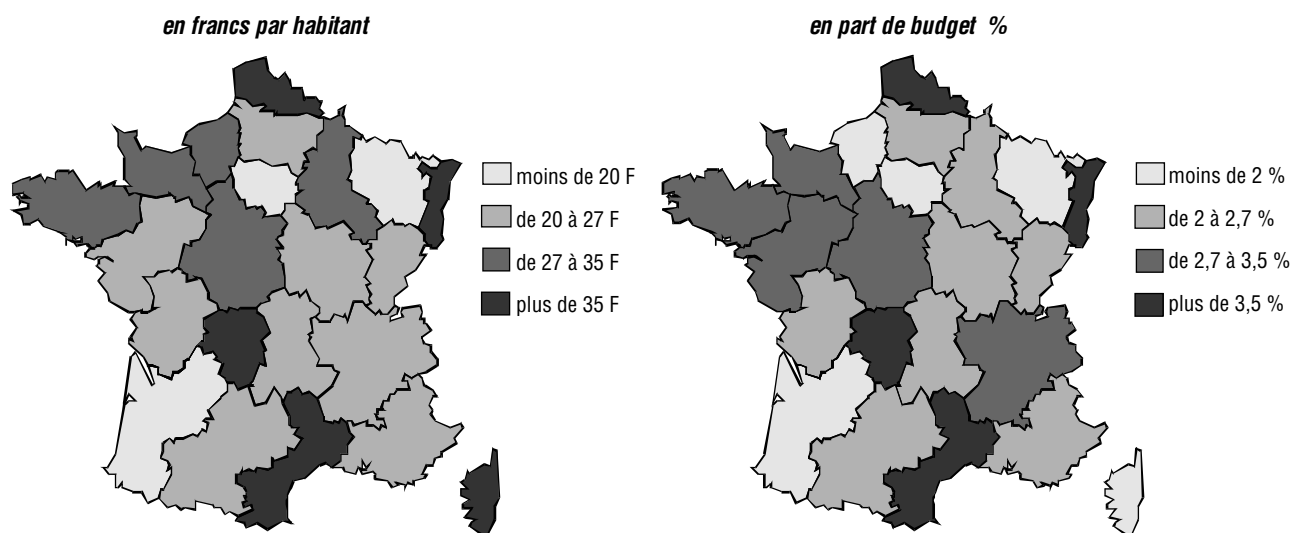 en francs par habitant
moins de 20 F
de 20 à 27 F
de 27 à 35 F
plus de 35 F
en part de budget %
moins de 2 %
de 2 à 2,7 %
de 2,7 à 3,5 %
plus de 3,5 %